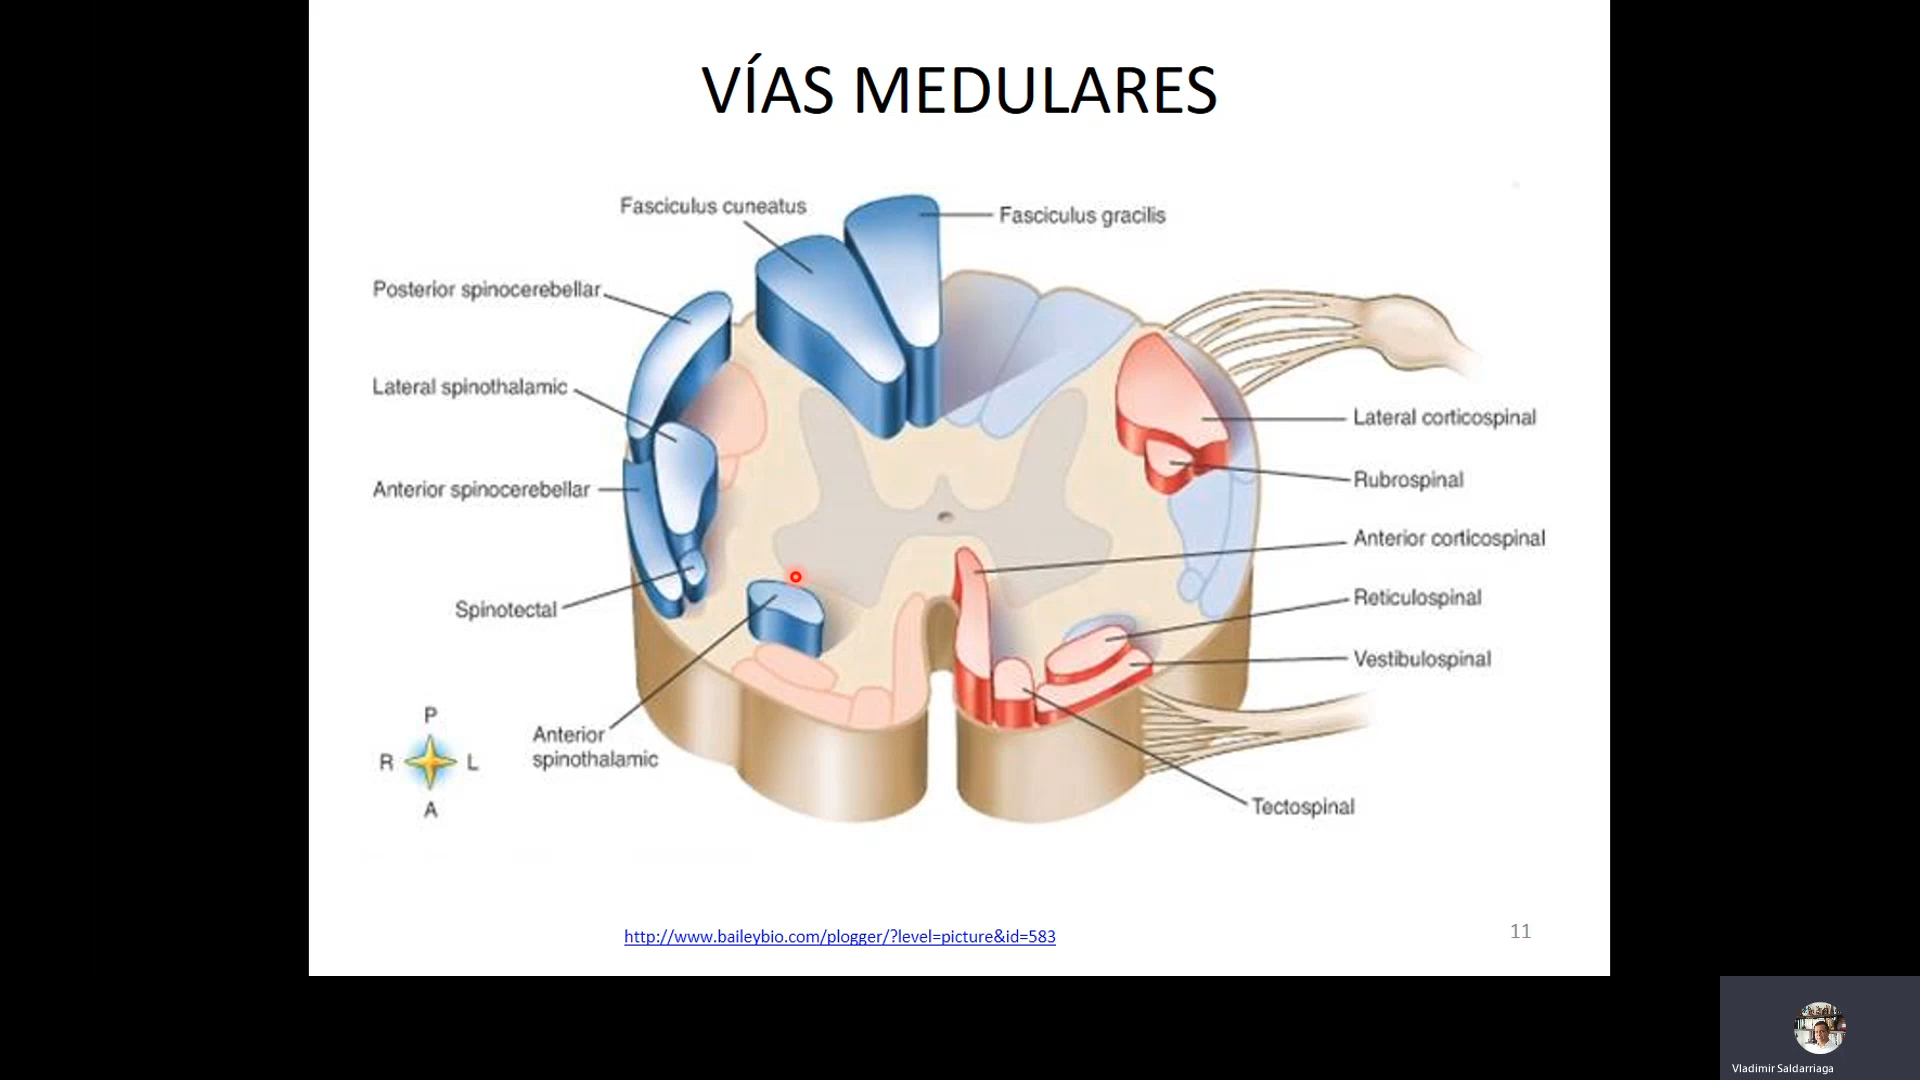 VÍAS MEDULARES
Fasciculus cuneatus
Fasciculus gracilis
Posterior spinocerebellar
Lateral spinothalamic
Anterior spinocerebellar
Spinotectal
Anterior
spinothalamic
Lateral corticospinal
Rubrospinal
Anterior corticospinal
Reticulospinal
Vestibulospinal
Tectospinal
P
R L
A
http://www.baileybio.com/plogger/?level=picture&id=583
11
Vladimir Saldarriaga